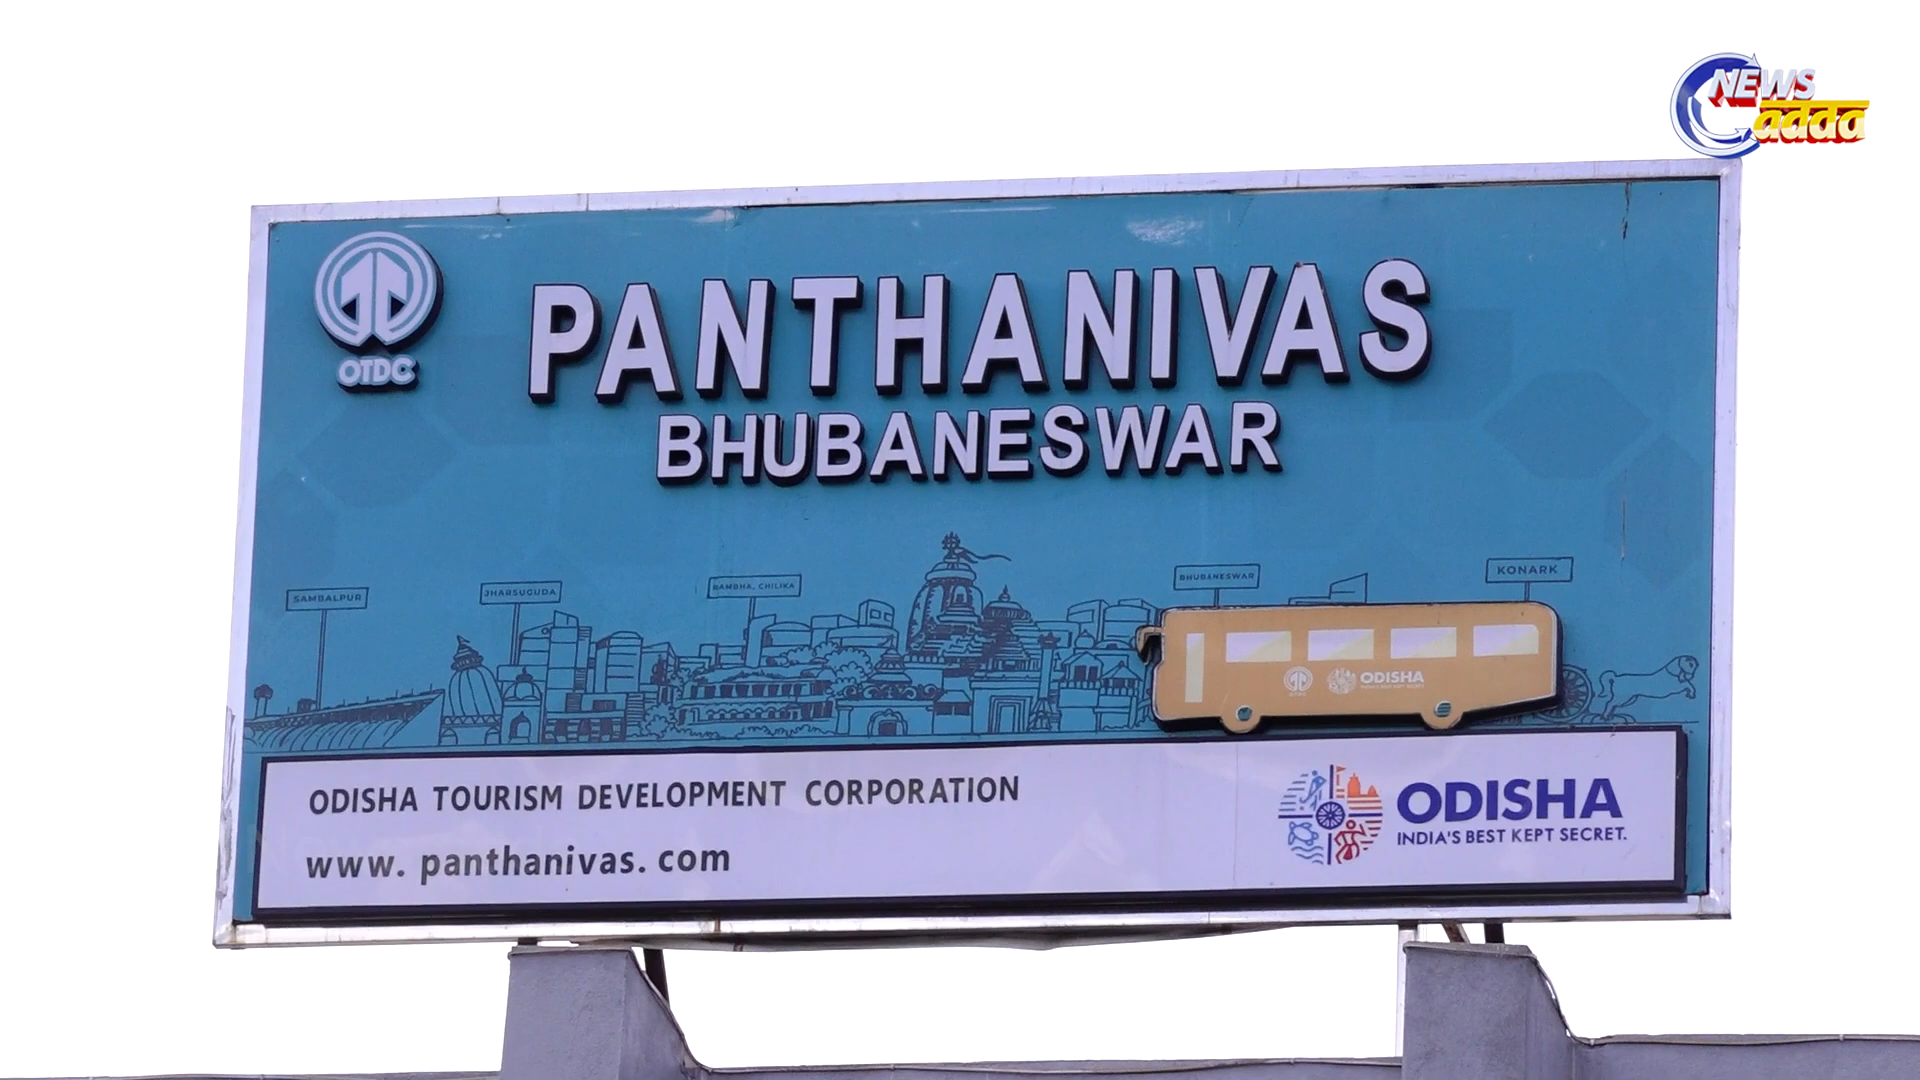 NEWS
adda
OTDC
PANTHANIVAS
BHUBANESWAR
SAMBALPUR
JHARSUGUDA
RAMBHA, CHILIKA
BHUBANESWAR
KONARK
ODISHA
ODISHA TOURISM DEVELOPMENT CORPORATION
www. panthanivas. com
ODISHA
INDIA'S BEST KEPT SECRET.